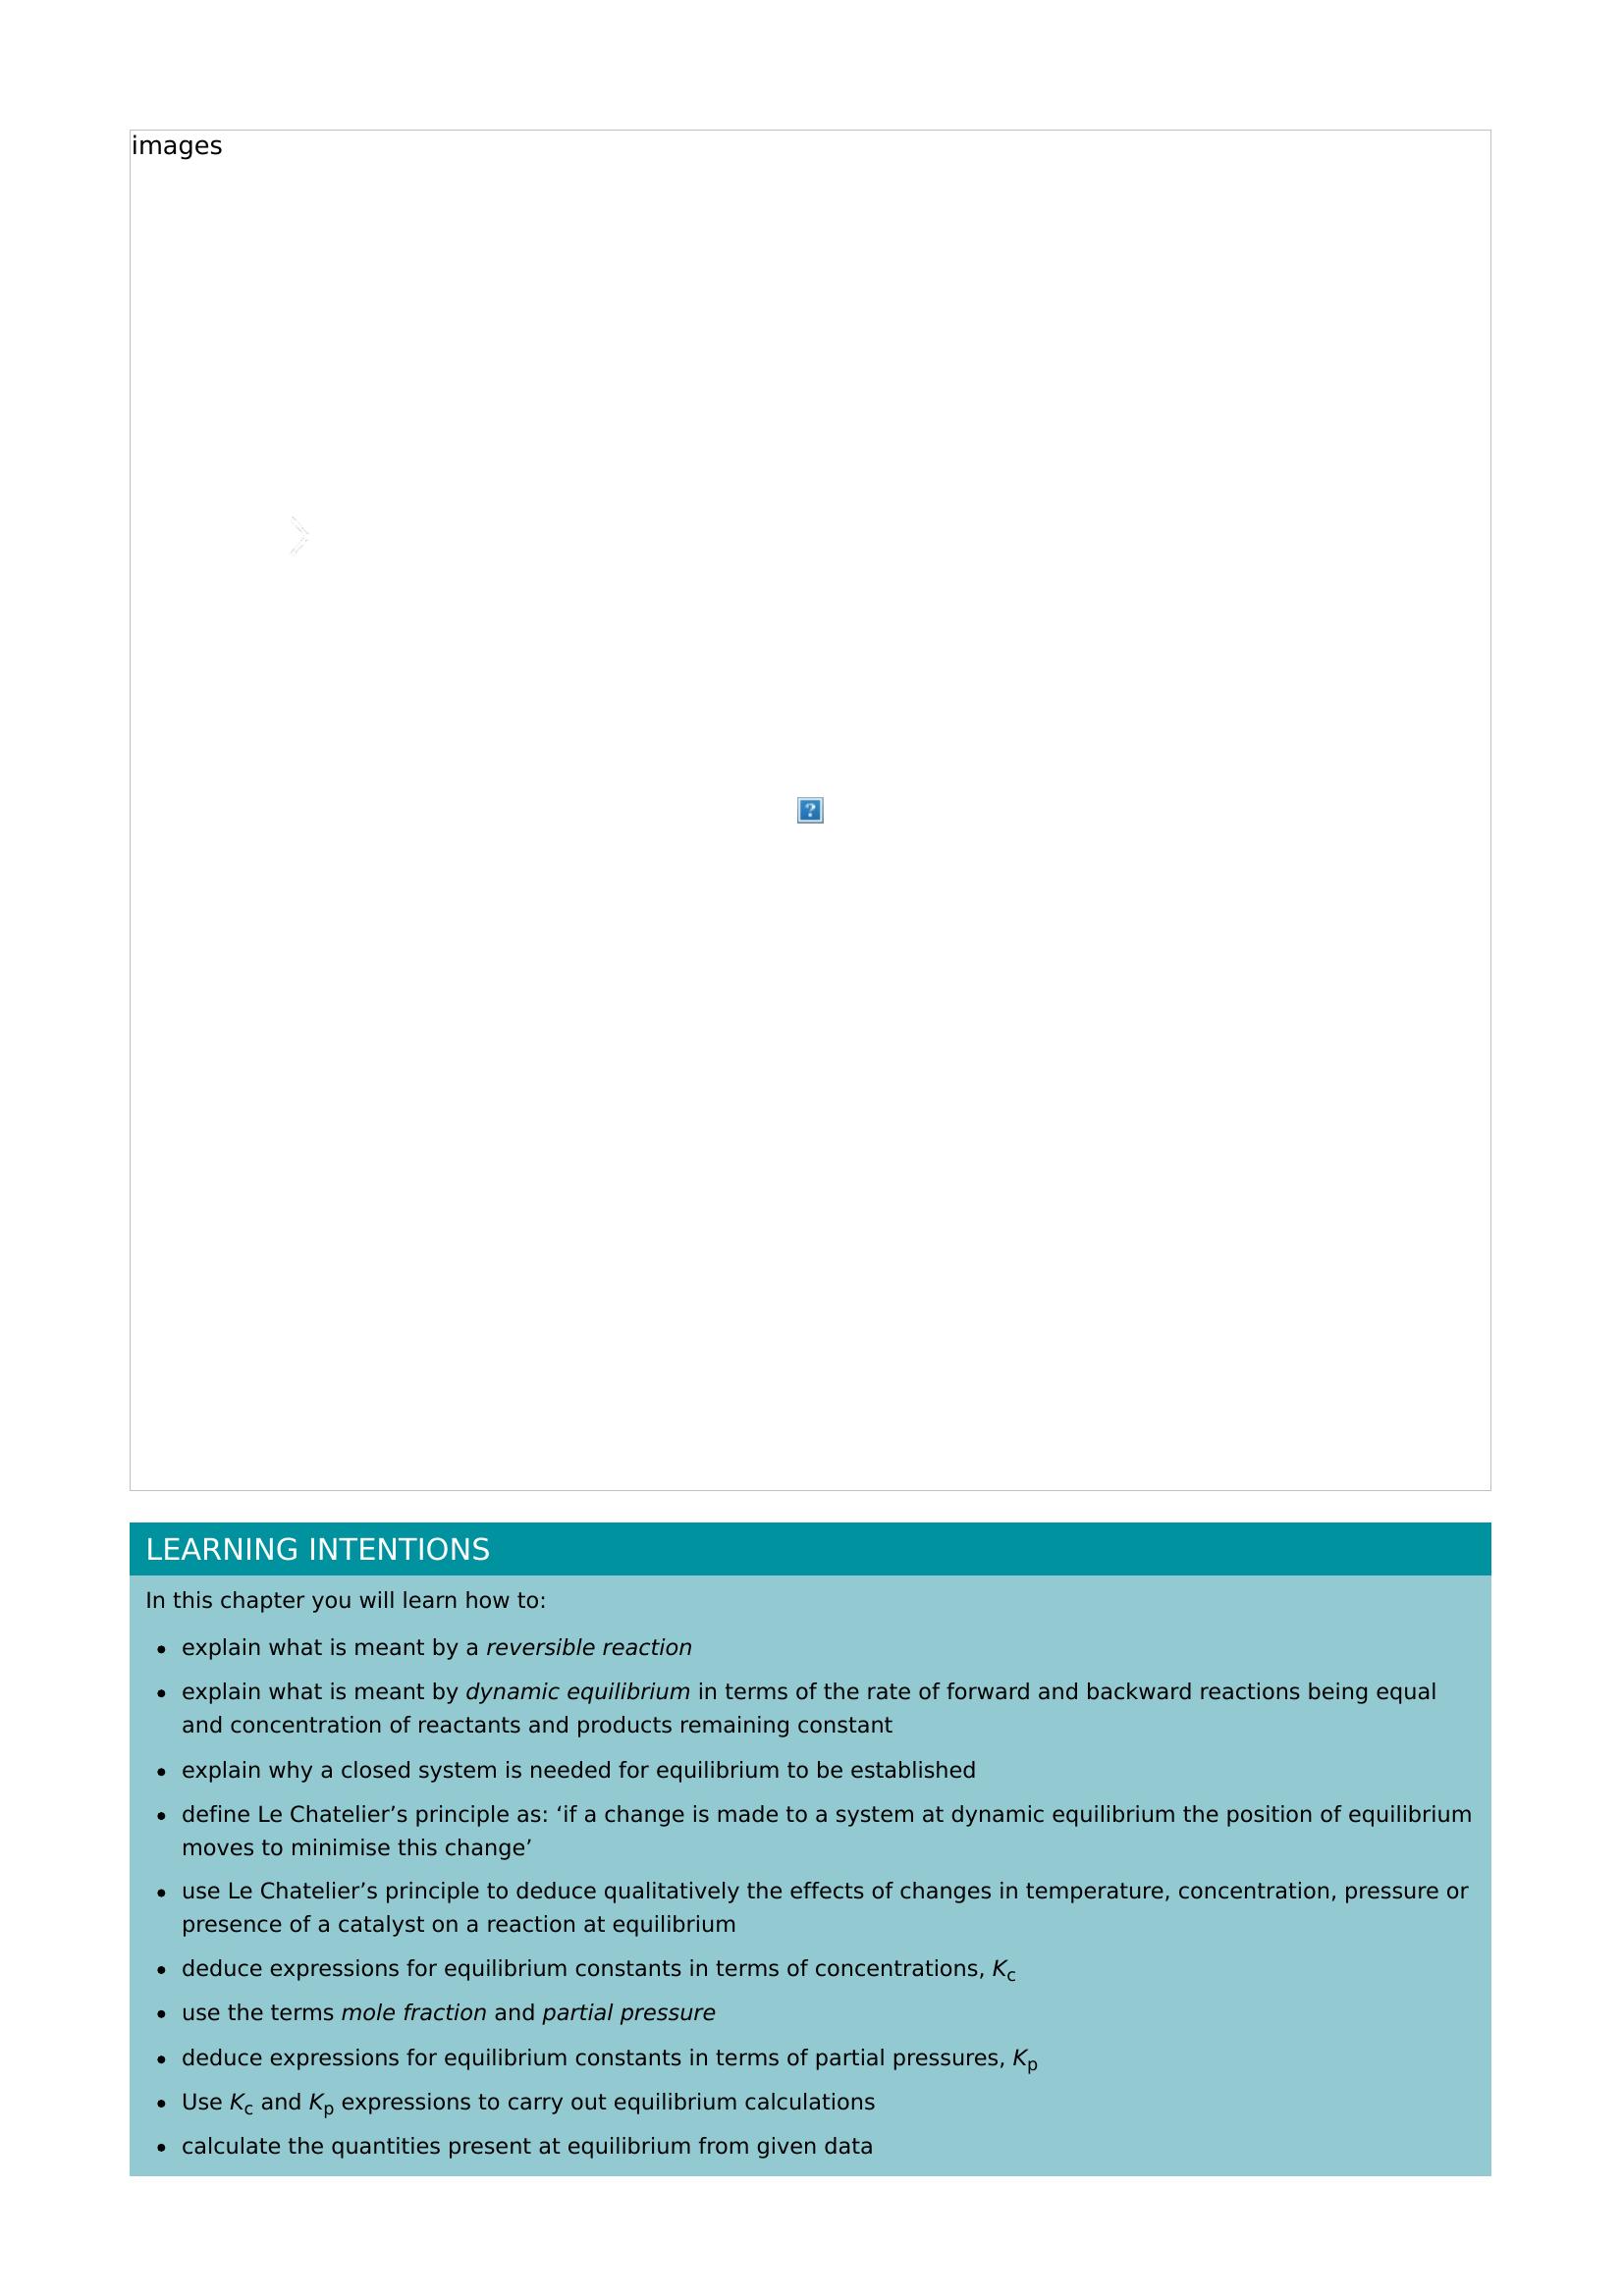 images
?
LEARNING INTENTIONS
In this chapter you will learn how to:
• explain what is meant by a reversible reaction
• explain what is meant by dynamic equilibrium in terms of the rate of forward and backward reactions being equal
and concentration of reactants and products remaining constant
• explain why a closed system is needed for equilibrium to be established
• define Le Chatelier’s principle as: ‘if a change is made to a system at dynamic equilibrium the position of equilibrium
moves to minimise this change’
• use Le Chatelier’s principle to deduce qualitatively the effects of changes in temperature, concentration, pressure or
presence of a catalyst on a reaction at equilibrium
• deduce expressions for equilibrium constants in terms of concentrations, Kc
• use the terms mole fraction and partial pressure
• deduce expressions for equilibrium constants in terms of partial pressures, Kp
• Use Kc and Kp expressions to carry out equilibrium calculations
• calculate the quantities present at equilibrium from given data